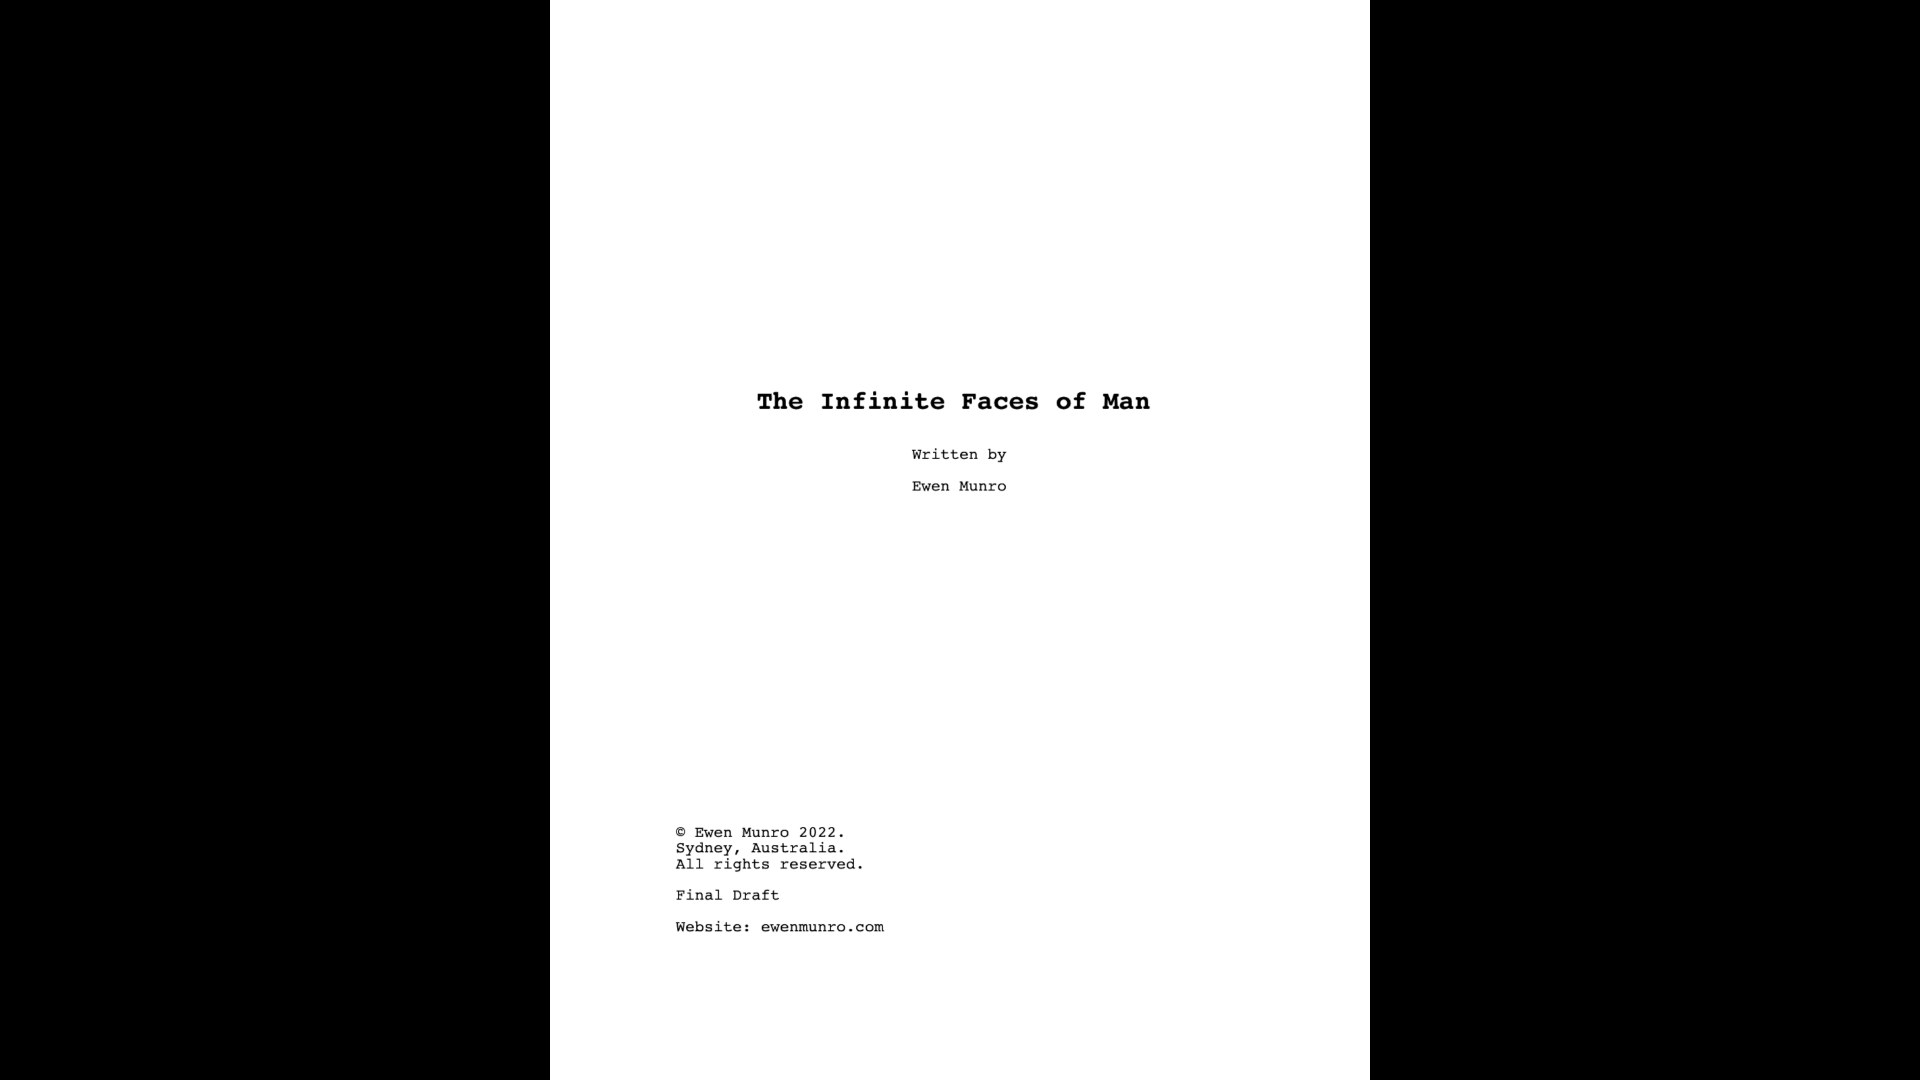 The Infinite Faces of Man
Written by
Ewen Munro
© Ewen Munro 2022.
Sydney, Australia.
All rights reserved.
Final Draft
Website: ewenmunro.com